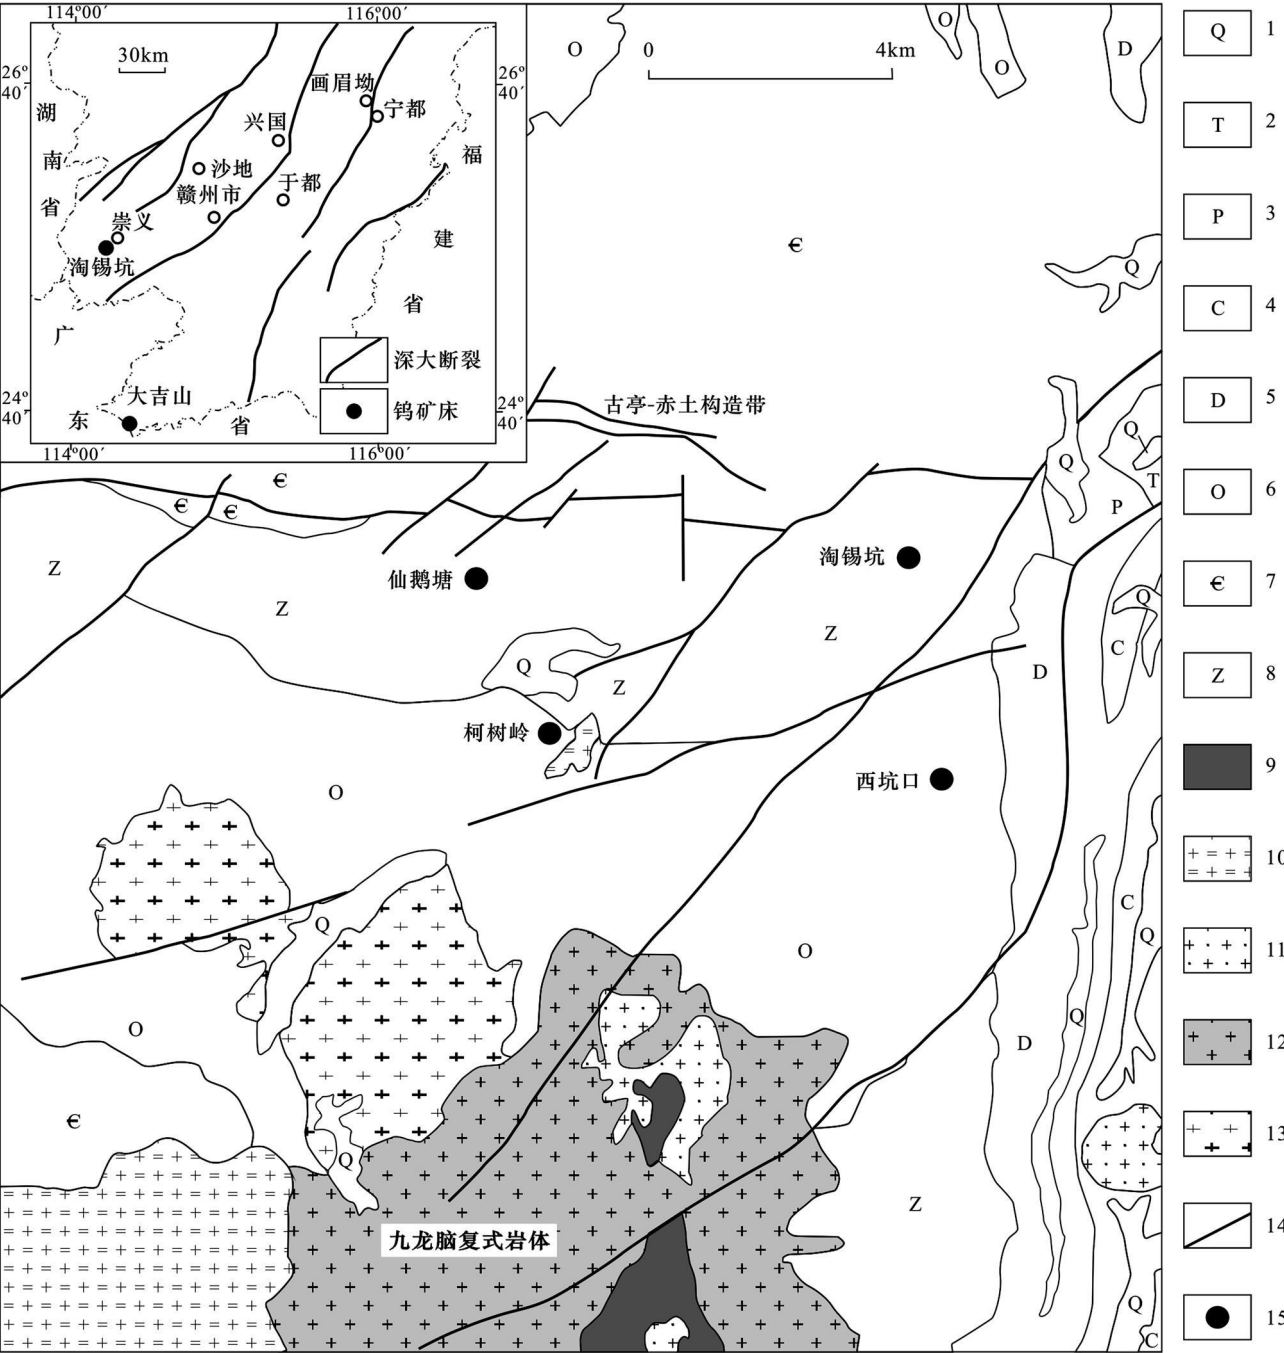 114°00′
116°00′
30km
26°
40′
26°
40′
湖
南
省
画眉坳
宁都
兴国
沙地
赣州市
于都
崇义
淘锡坑
福
建
省
广
东
省
大吉山
深大断裂
钨矿床
24°
40′
24°
40′
114°00′
116°00′
0
4km
O
O
O
D
Є
Q
古亭-赤土构造带
Q
Q
T
P
Є
Є
Є
Z
Z
仙鹅塘
淘锡坑
Z
Q
C
Q
Z
D
柯树岭
西坑口
O
Q
O
C
Q
O
D
Q
Є
Q
Z
九龙脑复式岩体
Q
C
Q 1
T 2
P 3
C 4
D 5
O 6
Є 7
Z 8
9
10
11
12
13
14
15